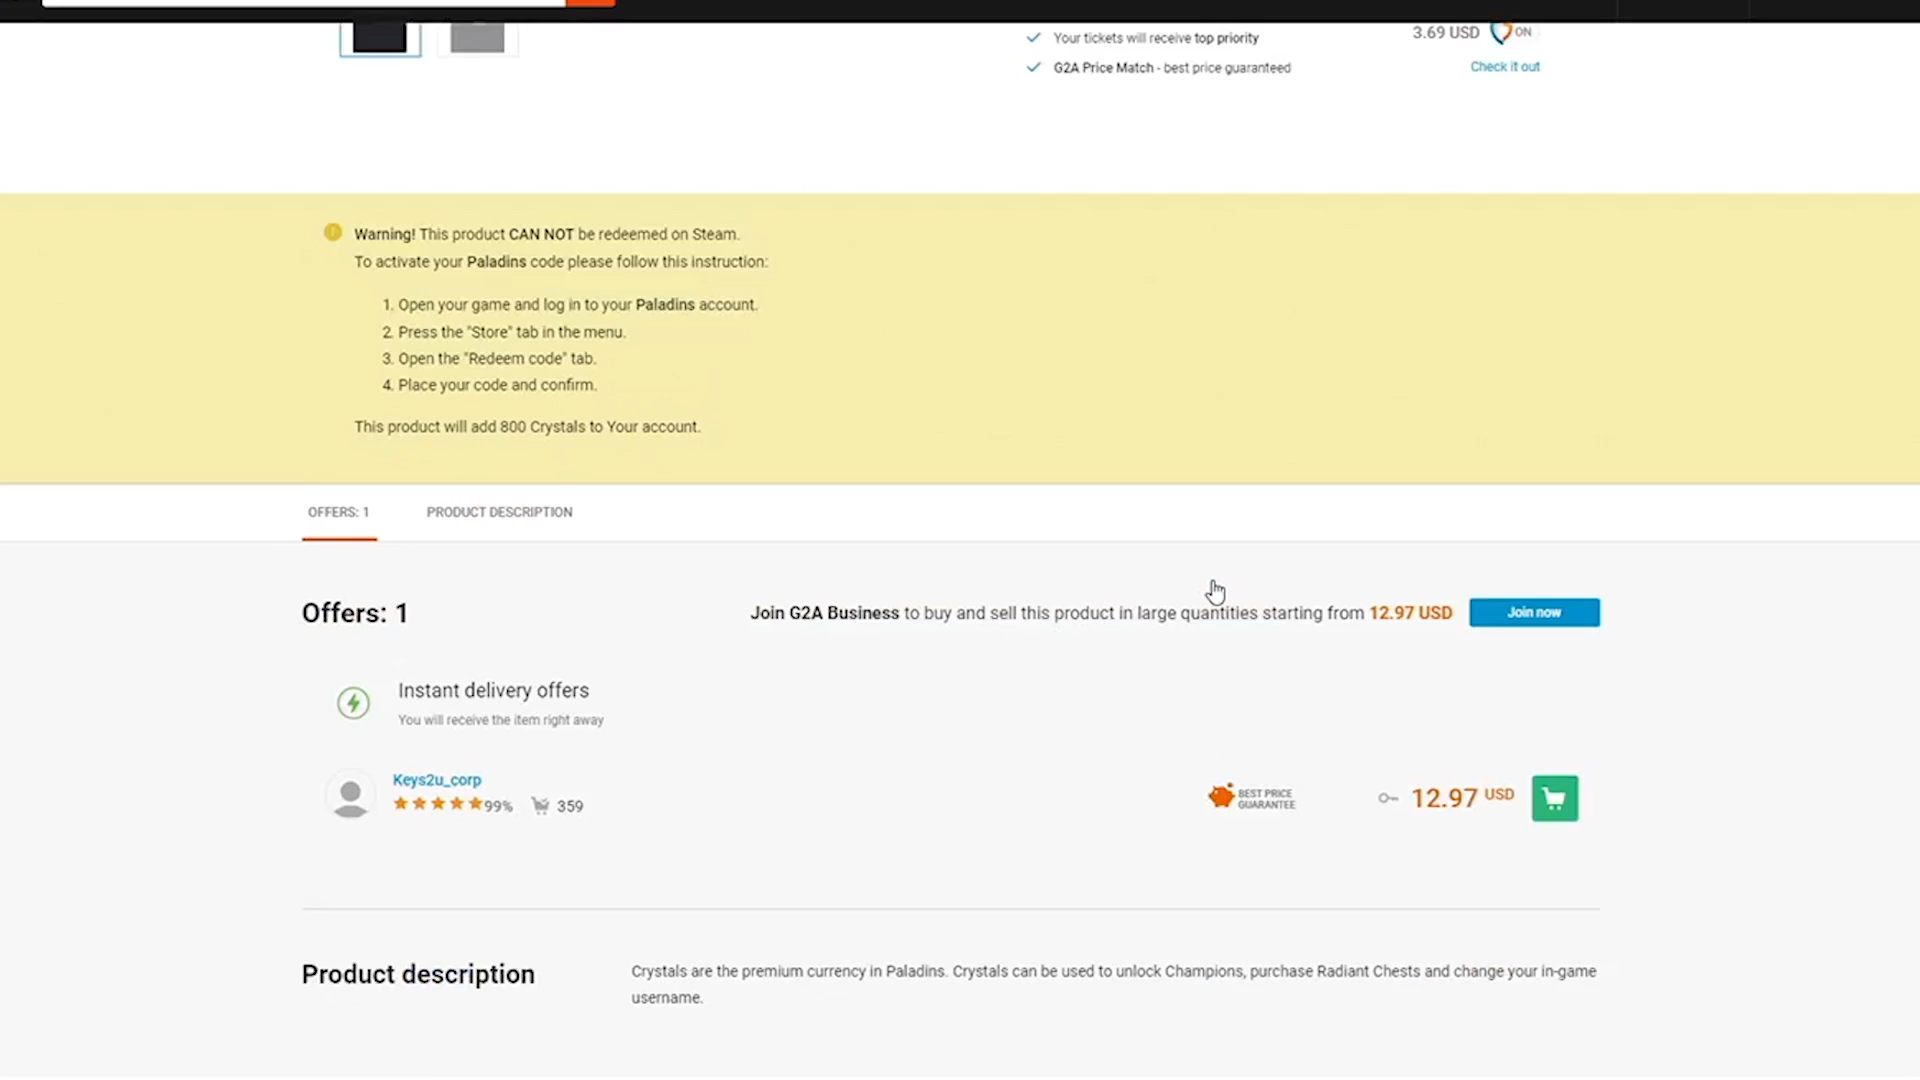 Your tickets will receive top priority
3.69 USD ON
G2A Price Match - best price guaranteed
Check it out
Warning! This product CAN NOT be redeemed on Steam.
To activate your Paladins code please follow this instruction:
1. Open your game and log in to your Paladins account.
2. Press the "Store" tab in the menu.
3. Open the "Redeem code" tab.
4. Place your code and confirm.
This product will add 800 Crystals to Your account.
OFFERS: 1
PRODUCT DESCRIPTION
Offers: 1
Join G2A Business to buy and sell this product in large quantities starting from 12.97 USD
Join now
Instant delivery offers
You will receive the item right away
Keys2u_corp
99% 359
BEST PRICE
GUARANTEE
12.97 USD
Product description
Crystals are the premium currency in Paladins. Crystals can be used to unlock Champions, purchase Radiant Chests and change your in-game
username.